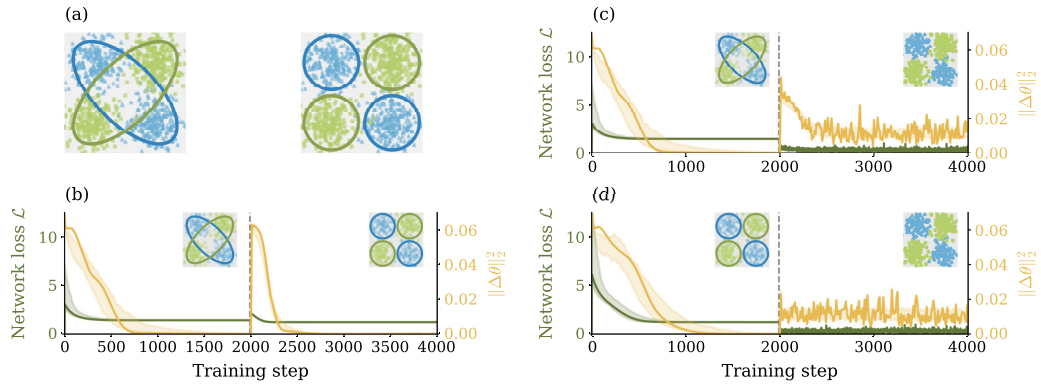 (a)
(b)
Network loss ℒ
10
5
0
0 500 1000 1500 2000 2500 3000 3500 4000
Training step
0.06
0.04
0.02
0.00
||Δθ||²₂
(c)
Network loss ℒ
10
5
0
0 1000 2000 3000 4000
0.06
0.04
0.02
0.00
||Δθ||²₂
(d)
Network loss ℒ
10
5
0
0 1000 2000 3000 4000
Training step
0.06
0.04
0.02
0.00
||Δθ||²₂